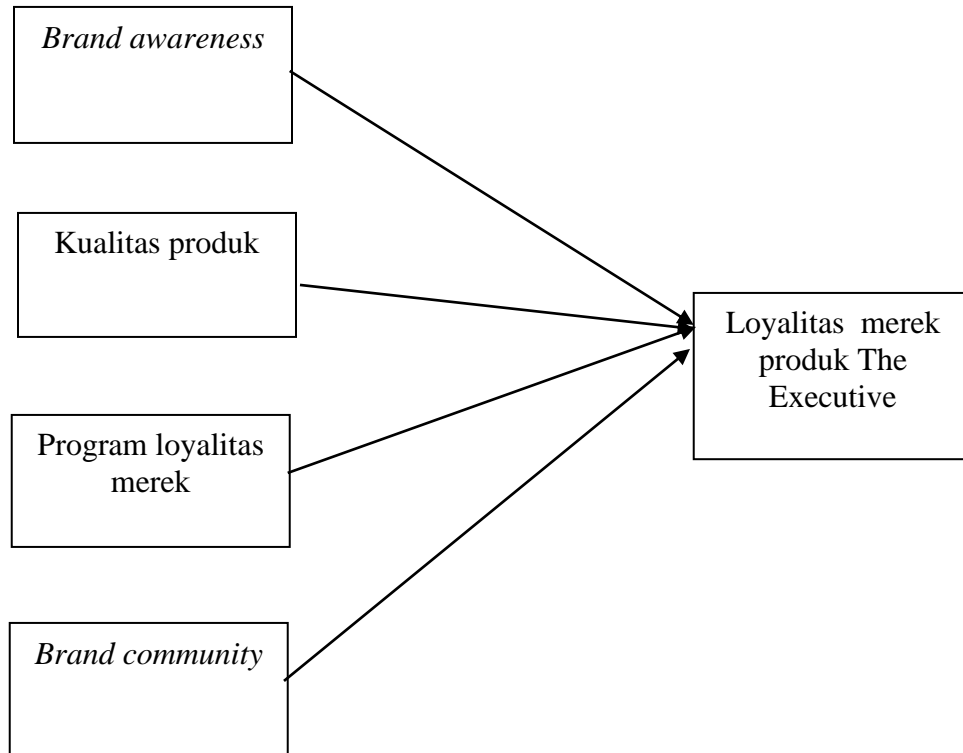 Brand awareness
Kualitas produk
Loyalitas merek
produk The
Executive
Program loyalitas
merek
Brand community